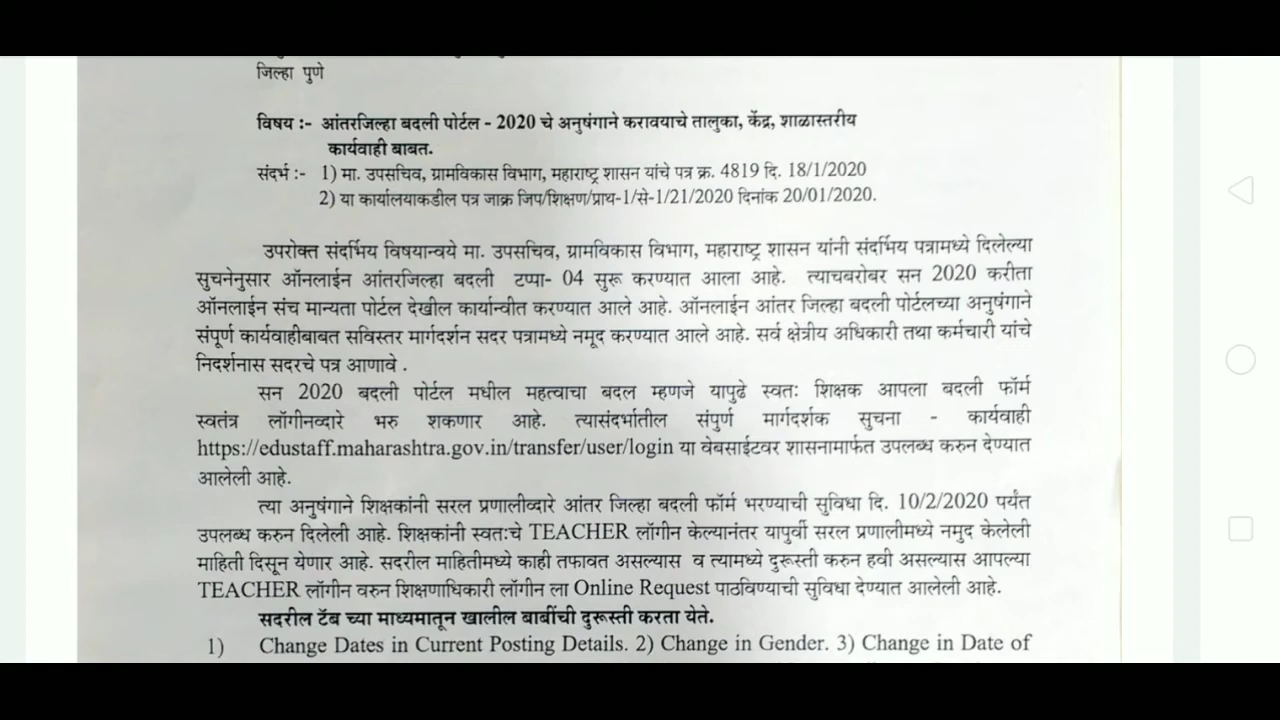 जिल्हा पुणे
विषय :- आंतरजिल्हा बदली पोर्टल - 2020 चे अनुषंगाने करावयाचे तालुका, केंद्र, शाळास्तरीय
कार्यवाही बाबत.
संदर्भ :- 1) मा. उपसचिव, ग्रामविकास विभाग, महाराष्ट्र शासन यांचे पत्र क्र. 4819 दि. 18/1/2020
2) या कार्यालयाकडील पत्र जाक्र जिप/शिक्षण/प्राथ-1/से-1/21/2020 दिनांक 20/01/2020.
उपरोक्त संदर्भिय विषयान्वये मा. उपसचिव, ग्रामविकास विभाग, महाराष्ट्र शासन यांनी संदर्भिय पत्रामध्ये दिलेल्या
सुचनेनुसार ऑनलाईन आंतरजिल्हा बदली टप्पा- 04 सुरू करण्यात आला आहे. त्याचबरोबर सन 2020 करीता
ऑनलाईन संच मान्यता पोर्टल देखील कार्यान्वीत करण्यात आले आहे. ऑनलाईन आंतर जिल्हा बदली पोर्टलच्या अनुषंगाने
संपूर्ण कार्यवाहीबाबत सविस्तर मार्गदर्शन सदर पत्रामध्ये नमूद करण्यात आले आहे. सर्व क्षेत्रीय अधिकारी तथा कर्मचारी यांचे
निदर्शनास सदरचे पत्र आणावे .
सन 2020 बदली पोर्टल मधील महत्वाचा बदल म्हणजे यापुढे स्वतः शिक्षक आपला बदली फॉर्म
स्वतंत्र लॉगीनव्दारे भरु शकणार आहे. त्यासंदर्भातील संपुर्ण मार्गदर्शक सुचना - कार्यवाही
https://edustaff.maharashtra.gov.in/transfer/user/login या वेबसाईटवर शासनामार्फत उपलब्ध करुन देण्यात
आलेली आहे.
त्या अनुषंगाने शिक्षकांनी सरल प्रणालीव्दारे आंतर जिल्हा बदली फॉर्म भरण्याची सुविधा दि. 10/2/2020 पर्यंत
उपलब्ध करुन दिलेली आहे. शिक्षकांनी स्वतःचे TEACHER लॉगीन केल्यानंतर यापुर्वी सरल प्रणालीमध्ये नमुद केलेली
माहिती दिसून येणार आहे. सदरील माहितीमध्ये काही तफावत असल्यास व त्यामध्ये दुरूस्ती करुन हवी असल्यास आपल्या
TEACHER लॉगीन वरुन शिक्षणाधिकारी लॉगीन ला Online Request पाठविण्याची सुविधा देण्यात आलेली आहे.
सदरील टॅब च्या माध्यमातून खालील बाबींची दुरूस्ती करता येते.
1) Change Dates in Current Posting Details. 2) Change in Gender. 3) Change in Date of